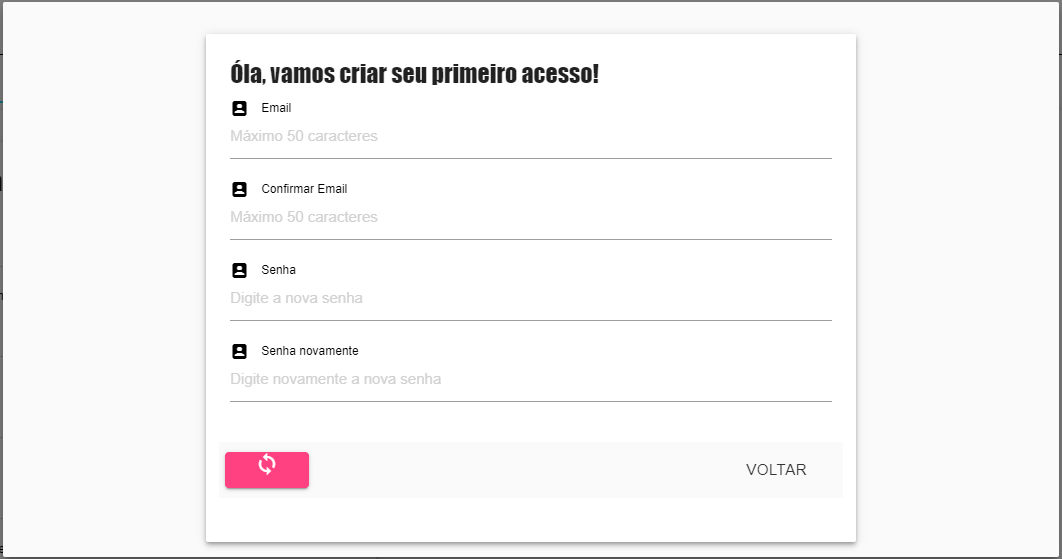 Óla, vamos criar seu primeiro acesso!
Email
Máximo 50 caracteres
Confirmar Email
Máximo 50 caracteres
Senha
Digite a nova senha
Senha novamente
Digite novamente a nova senha
VOLTAR